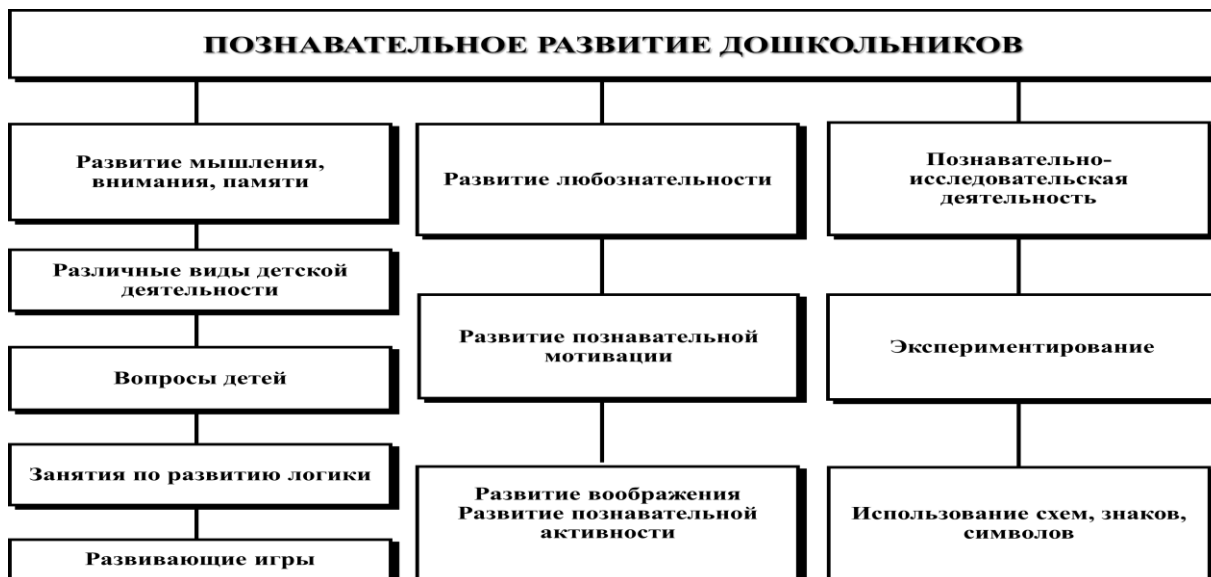 ПОЗНАВАТЕЛЬНОЕ РАЗВИТИЕ ДОШКОЛЬНИКОВ
Развитие мышления,
внимания, памяти
Различные виды детской
деятельности
Вопросы детей
Занятия по развитию логики
Развивающие игры
Развитие любознательности
Развитие познавательной
мотивации
Развитие воображения
Развитие познавательной
активности
Познавательно-
исследовательская
деятельность
Экспериментирование
Использование схем, знаков,
символов